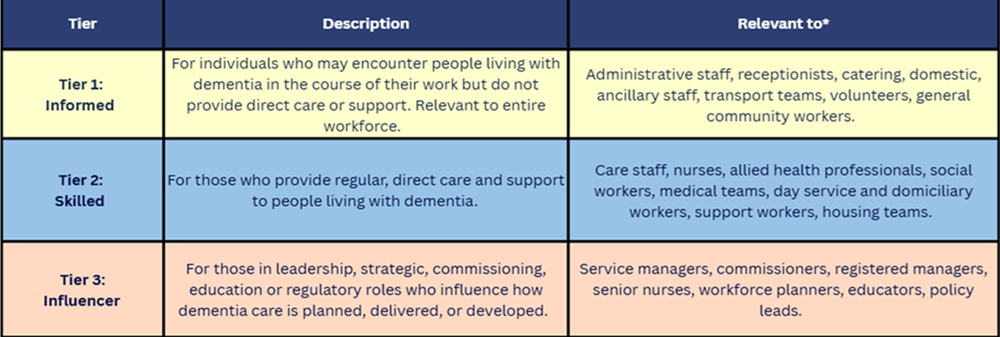 Tier
Description
Relevant to*
Tier 1:
Informed
For individuals who may encounter people living with
dementia in the course of their work but do not
provide direct care or support. Relevant to entire
workforce.
Administrative staff, receptionists, catering, domestic,
ancillary staff, transport teams, volunteers, general
community workers.
Tier 2:
Skilled
For those who provide regular, direct care and support
to people living with dementia.
Care staff, nurses, allied health professionals, social
workers, medical teams, day service and domiciliary
workers, support workers, housing teams.
Tier 3:
Influencer
For those in leadership, strategic, commissioning,
education or regulatory roles who influence how
dementia care is planned, delivered, or developed.
Service managers, commissioners, registered managers,
senior nurses, workforce planners, educators, policy
leads.